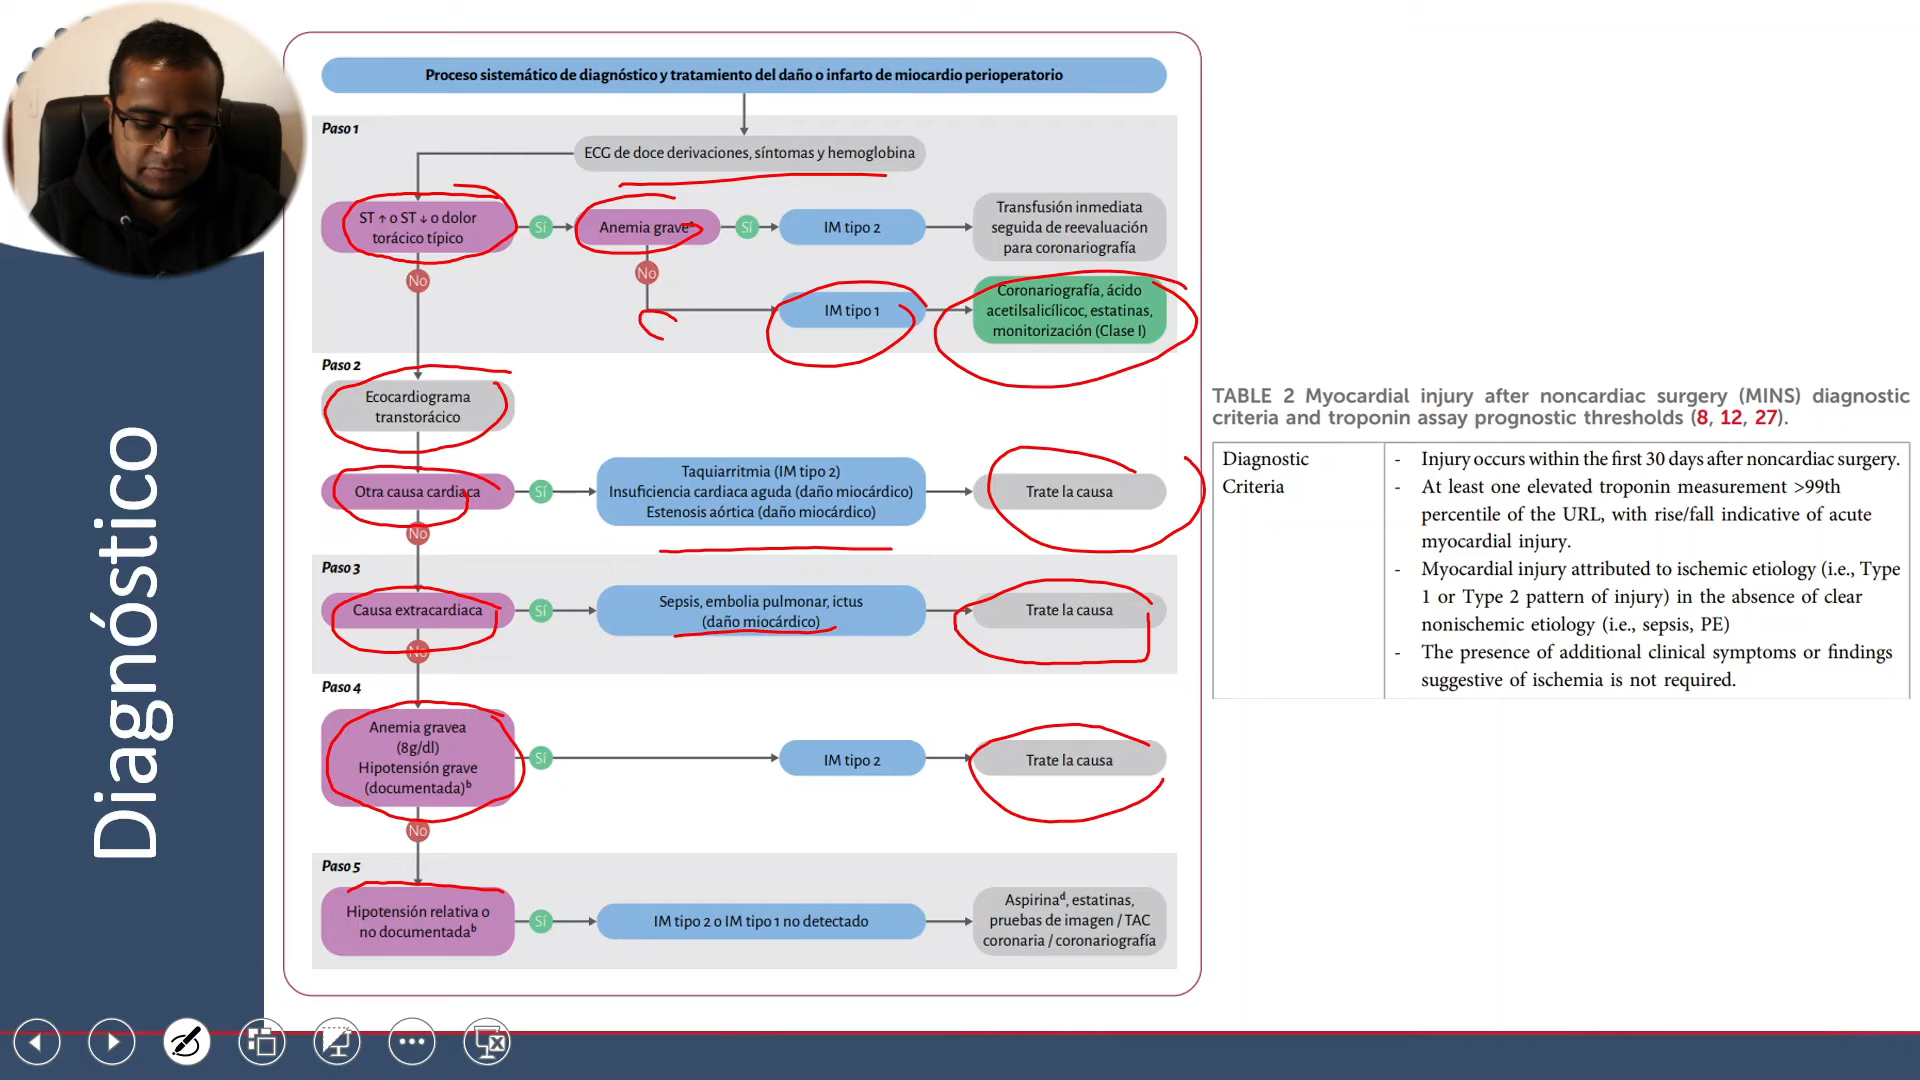 Diagnóstico
Proceso sistemático de diagnóstico y tratamiento del daño o infarto de miocardio perioperatorio
Paso 1
ECG de doce derivaciones, síntomas y hemoglobina
ST ↑ o ST ↓ o dolor
torácico típico
Sí
Anemia grave
Sí
IM tipo 2
Transfusión inmediata
seguida de reevaluación
para coronariografía
No
No
IM tipo 1
Coronariografía, ácido
acetilsalicílicoc, estatinas,
monitorización (Clase I)
Paso 2
Ecocardiograma
transtorácico
Otra causa cardiaca
Sí
Taquiarritmia (IM tipo 2)
Insuficiencia cardiaca aguda (daño miocárdico)
Estenosis aórtica (daño miocárdico)
Trate la causa
No
Paso 3
Causa extracardiaca
Sí
Sepsis, embolia pulmonar, ictus
(daño miocárdico)
Trate la causa
No
Paso 4
Anemia gravea
(8g/dl)
Hipotensión grave
(documentada)ᵇ
Sí
IM tipo 2
Trate la causa
No
Paso 5
Hipotensión relativa o
no documentadaᵇ
Sí
IM tipo 2 o IM tipo 1 no detectado
Aspirinaᵈ, estatinas,
pruebas de imagen / TAC
coronaria / coronariografía
TABLE 2 Myocardial injury after noncardiac surgery (MINS) diagnostic
criteria and troponin assay prognostic thresholds (8, 12, 27).
Diagnostic
Criteria
- Injury occurs within the first 30 days after noncardiac surgery.
- At least one elevated troponin measurement >99th
percentile of the URL, with rise/fall indicative of acute
myocardial injury.
- Myocardial injury attributed to ischemic etiology (i.e., Type
1 or Type 2 pattern of injury) in the absence of clear
nonischemic etiology (i.e., sepsis, PE)
- The presence of additional clinical symptoms or findings
suggestive of ischemia is not required.